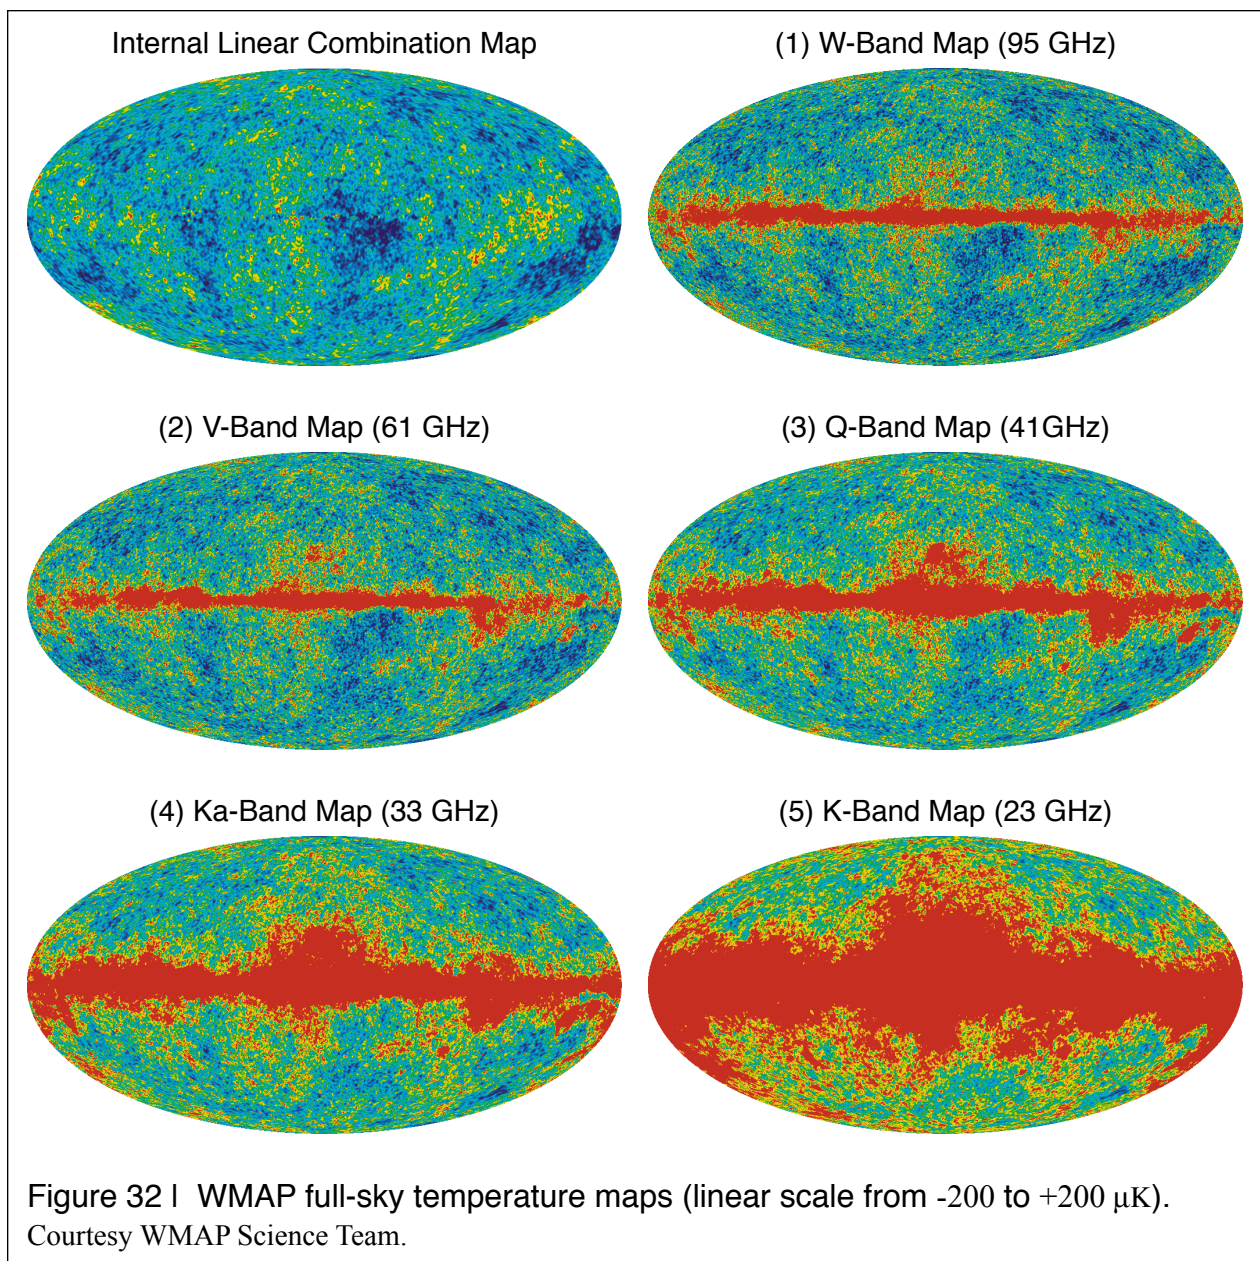 Internal Linear Combination Map
(1) W-Band Map (95 GHz)
(2) V-Band Map (61 GHz)
(3) Q-Band Map (41GHz)
(4) Ka-Band Map (33 GHz)
(5) K-Band Map (23 GHz)
Figure 32 l WMAP full-sky temperature maps (linear scale from -200 to +200 μK).
Courtesy WMAP Science Team.